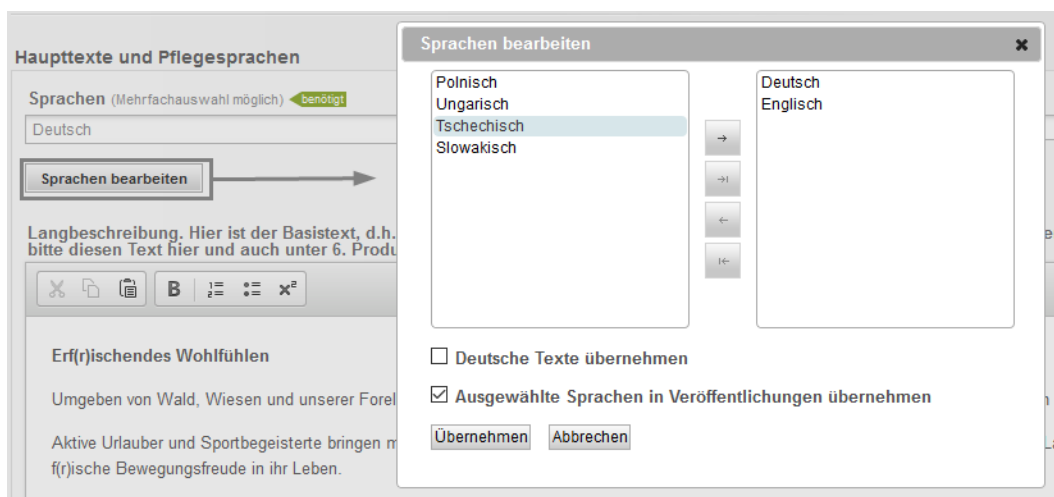 Haupttexte und Pflegesprachen
Sprachen (Mehrfachauswahl möglich) benötigt
Deutsch
Sprachen bearbeiten
Langbeschreibung. Hier ist der Basistext, d.h.
bitte diesen Text hier und auch unter 6. Produ
B
Erf(r)ischendes Wohlfühlen
Umgeben von Wald, Wiesen und unserer Forel
Aktive Urlauber und Sportbegeisterte bringen m
f(r)ische Bewegungsfreude in ihr Leben.
Sprachen bearbeiten
Polnisch
Ungarisch
Tschechisch
Slowakisch
Deutsch
Englisch
Deutsche Texte übernehmen
Ausgewählte Sprachen in Veröffentlichungen übernehmen
Übernehmen Abbrechen